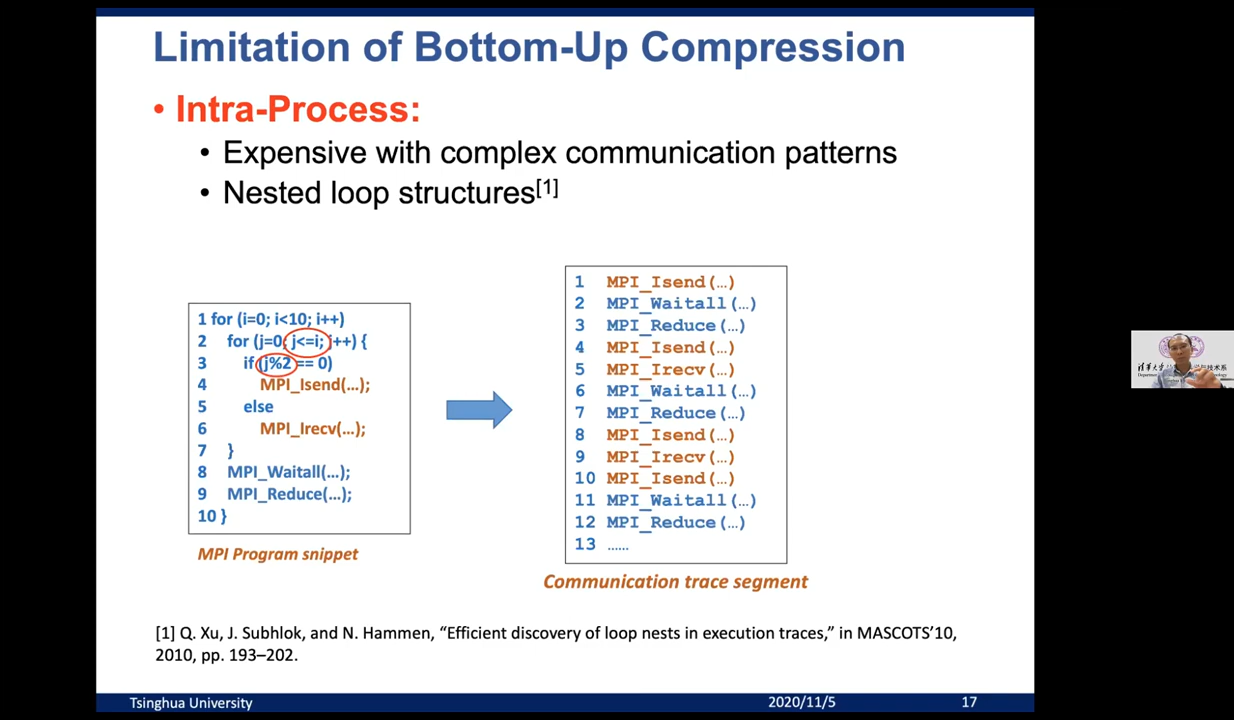 Limitation of Bottom-Up Compression
• Intra-Process:
• Expensive with complex communication patterns
• Nested loop structures[1]
1 for (i=0; i<10; i++)
2 for (j=0; j<=i; j++) {
3 if (j%2 == 0)
4 MPI_Isend(…);
5 else
6 MPI_Irecv(…);
7 }
8 MPI_Waitall(…);
9 MPI_Reduce(…);
10 }
MPI Program snippet
1 MPI_Isend(…)
2 MPI_Waitall(…)
3 MPI_Reduce(…)
4 MPI_Isend(…)
5 MPI_Irecv(…)
6 MPI_Waitall(…)
7 MPI_Reduce(…)
8 MPI_Isend(…)
9 MPI_Irecv(…)
10 MPI_Isend(…)
11 MPI_Waitall(…)
12 MPI_Reduce(…)
13 ……
Communication trace segment
[1] Q. Xu, J. Subhlok, and N. Hammen, “Efficient discovery of loop nests in execution traces,” in MASCOTS’10,
2010, pp. 193–202.
Tsinghua University
2020/11/5
17